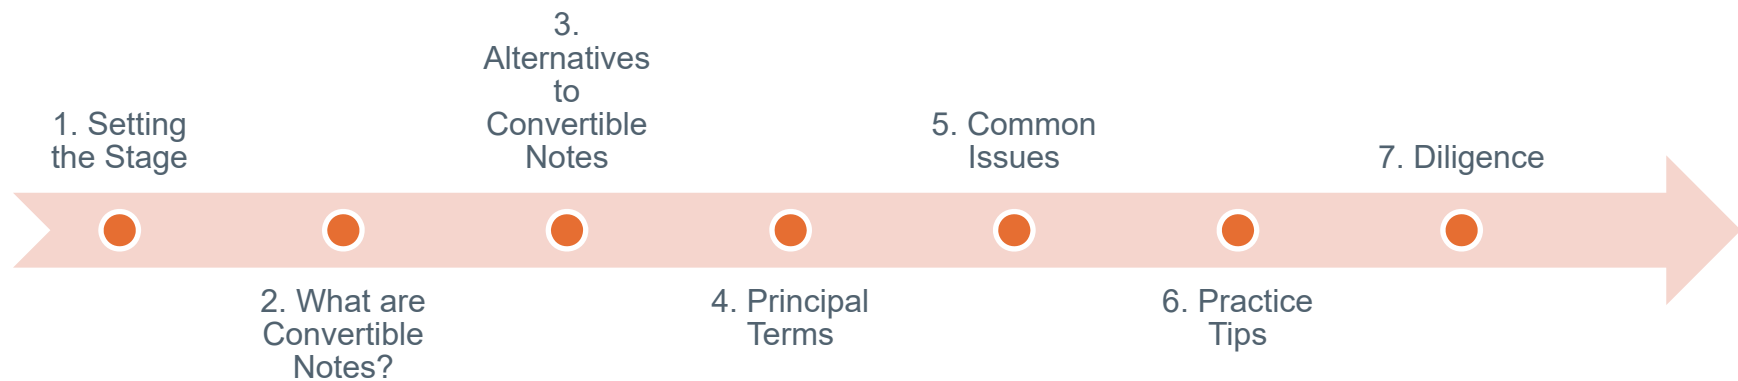 1. Setting
the Stage
2. What are
Convertible
Notes?
3.
Alternatives
to
Convertible
Notes
4. Principal
Terms
5. Common
Issues
6. Practice
Tips
7. Diligence